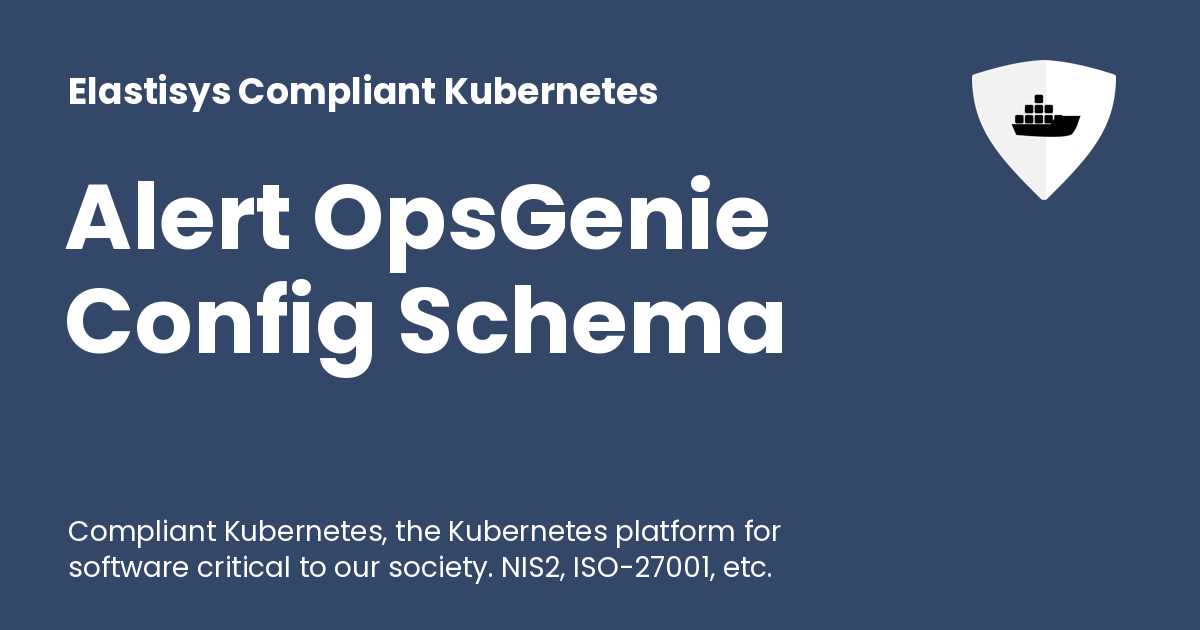 Elastisys Compliant Kubernetes
Alert OpsGenie
Config Schema
Compliant Kubernetes, the Kubernetes platform for
software critical to our society. NIS2, ISO-27001, etc.